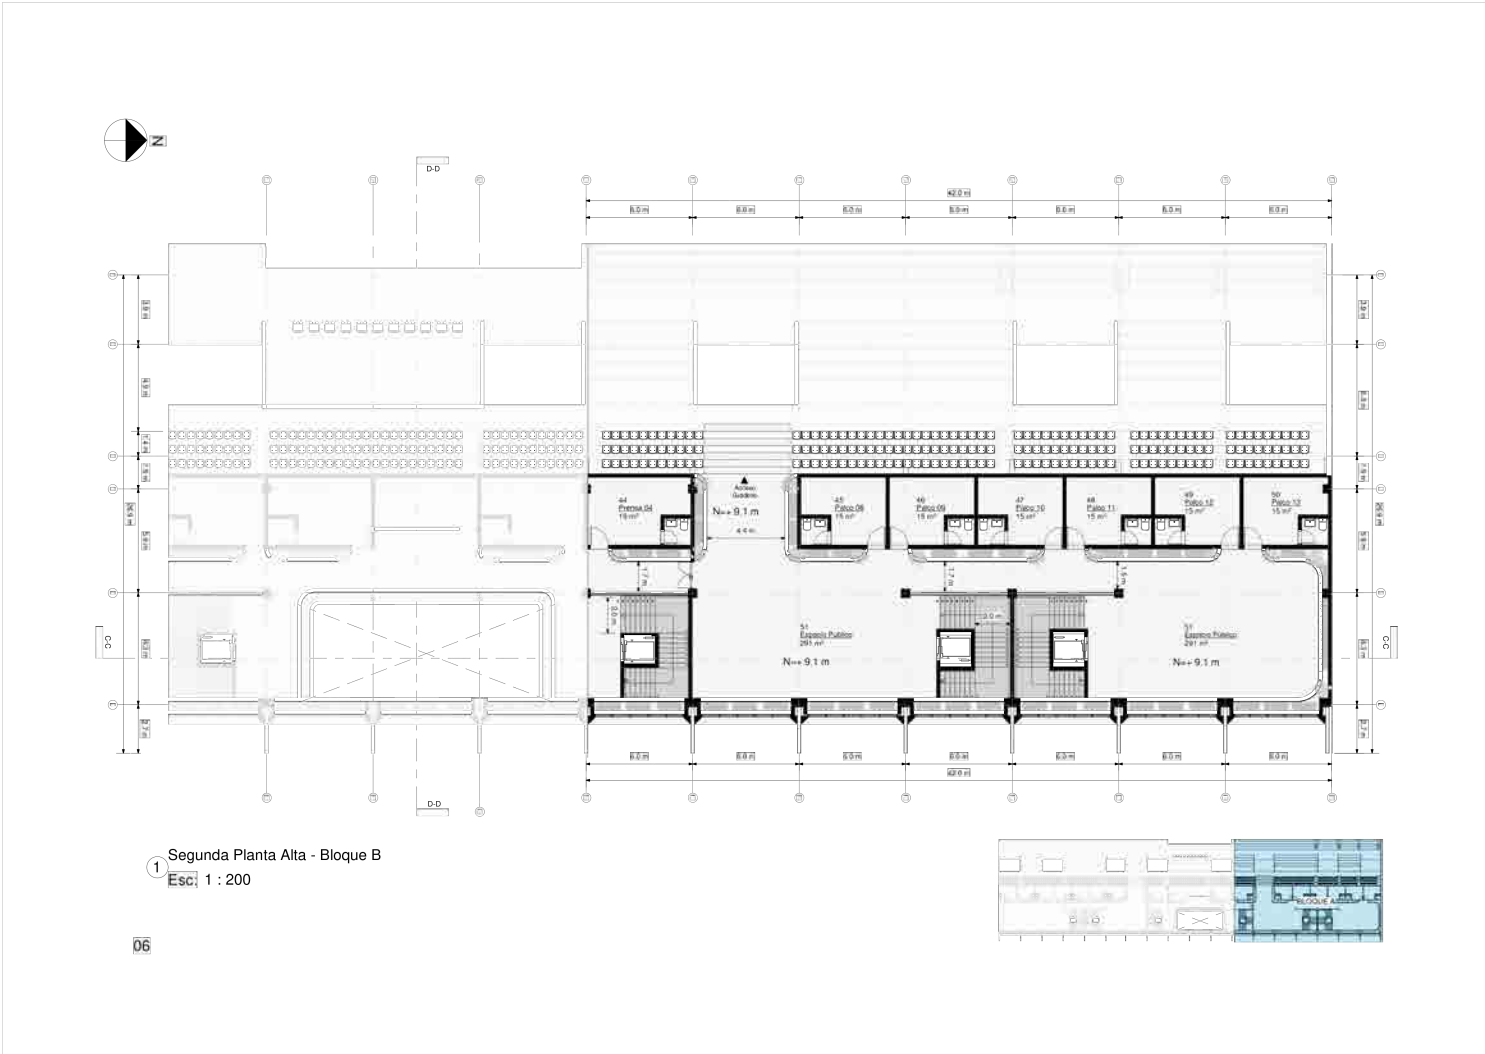 N
D-D
42.0 m
6.0 m 6.0 m 6.0 m 6.0 m 6.0 m 6.0 m 6.0 m
Acceso
Graderío
N=+ 9.1 m
4.4 m
44
Prensa 04
19 m²
45
Palco 08
15 m²
46
Palco 09
15 m²
47
Palco 10
15 m²
48
Palco 11
15 m²
49
Palco 12
15 m²
50
Palco 13
15 m²
1.7 m
1.7 m
2.0 m
51
Espacio Público
291 m²
N=+ 9.1 m
51
Espacio Público
291 m²
N=+ 9.1 m
C-C
C-C
6.0 m 6.0 m 6.0 m 6.0 m 6.0 m 6.0 m 6.0 m
42.0 m
D-D
1
Segunda Planta Alta - Bloque B
Esc: 1 : 200
BLOQUE A
06